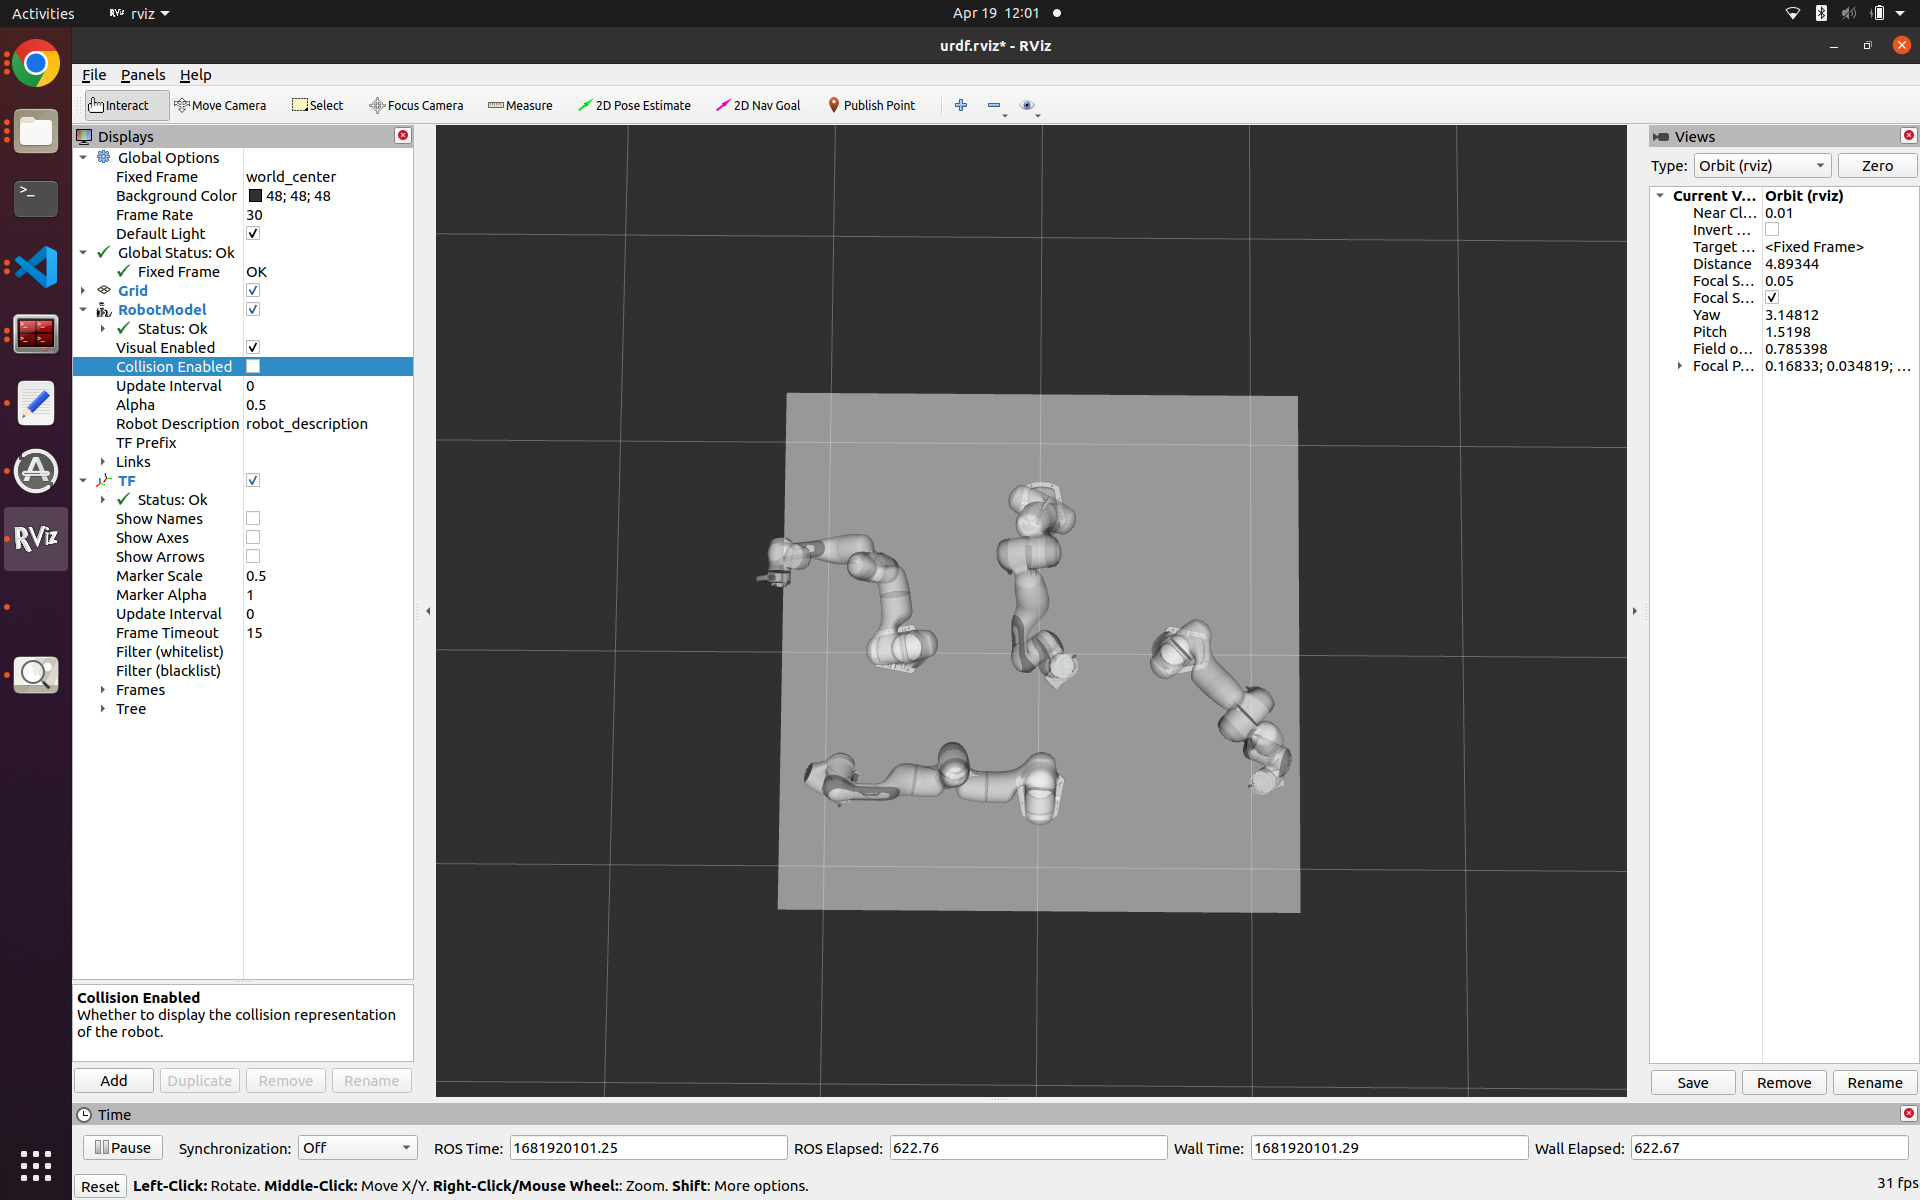 Activities
RViz rviz
Apr 19 12:01
urdf.rviz* - RViz
File Panels Help
Interact Move Camera Select Focus Camera Measure 2D Pose Estimate 2D Nav Goal Publish Point
Displays
Global Options
Fixed Frame world_center
Background Color 48; 48; 48
Frame Rate 30
Default Light
Global Status: Ok
Fixed Frame OK
Grid
RobotModel
Status: Ok
Visual Enabled
Collision Enabled
Update Interval 0
Alpha 0.5
Robot Description robot_description
TF Prefix
Links
TF
Status: Ok
Show Names
Show Axes
Show Arrows
Marker Scale 0.5
Marker Alpha 1
Update Interval 0
Frame Timeout 15
Filter (whitelist)
Filter (blacklist)
Frames
Tree
Collision Enabled
Whether to display the collision representation
of the robot.
Add Duplicate Remove Rename
RViz
Views
Type: Orbit (rviz) Zero
Current V... Orbit (rviz)
Near Cl... 0.01
Invert ...
Target ... <Fixed Frame>
Distance 4.89344
Focal S... 0.05
Focal S...
Yaw 3.14812
Pitch 1.5198
Field o... 0.785398
Focal P... 0.16833; 0.034819; ...
Save Remove Rename
Time
Pause Synchronization: Off ROS Time: 1681920101.25 ROS Elapsed: 622.76 Wall Time: 1681920101.29 Wall Elapsed: 622.67
Reset Left-Click: Rotate. Middle-Click: Move X/Y. Right-Click/Mouse Wheel:: Zoom. Shift: More options. 31 fps